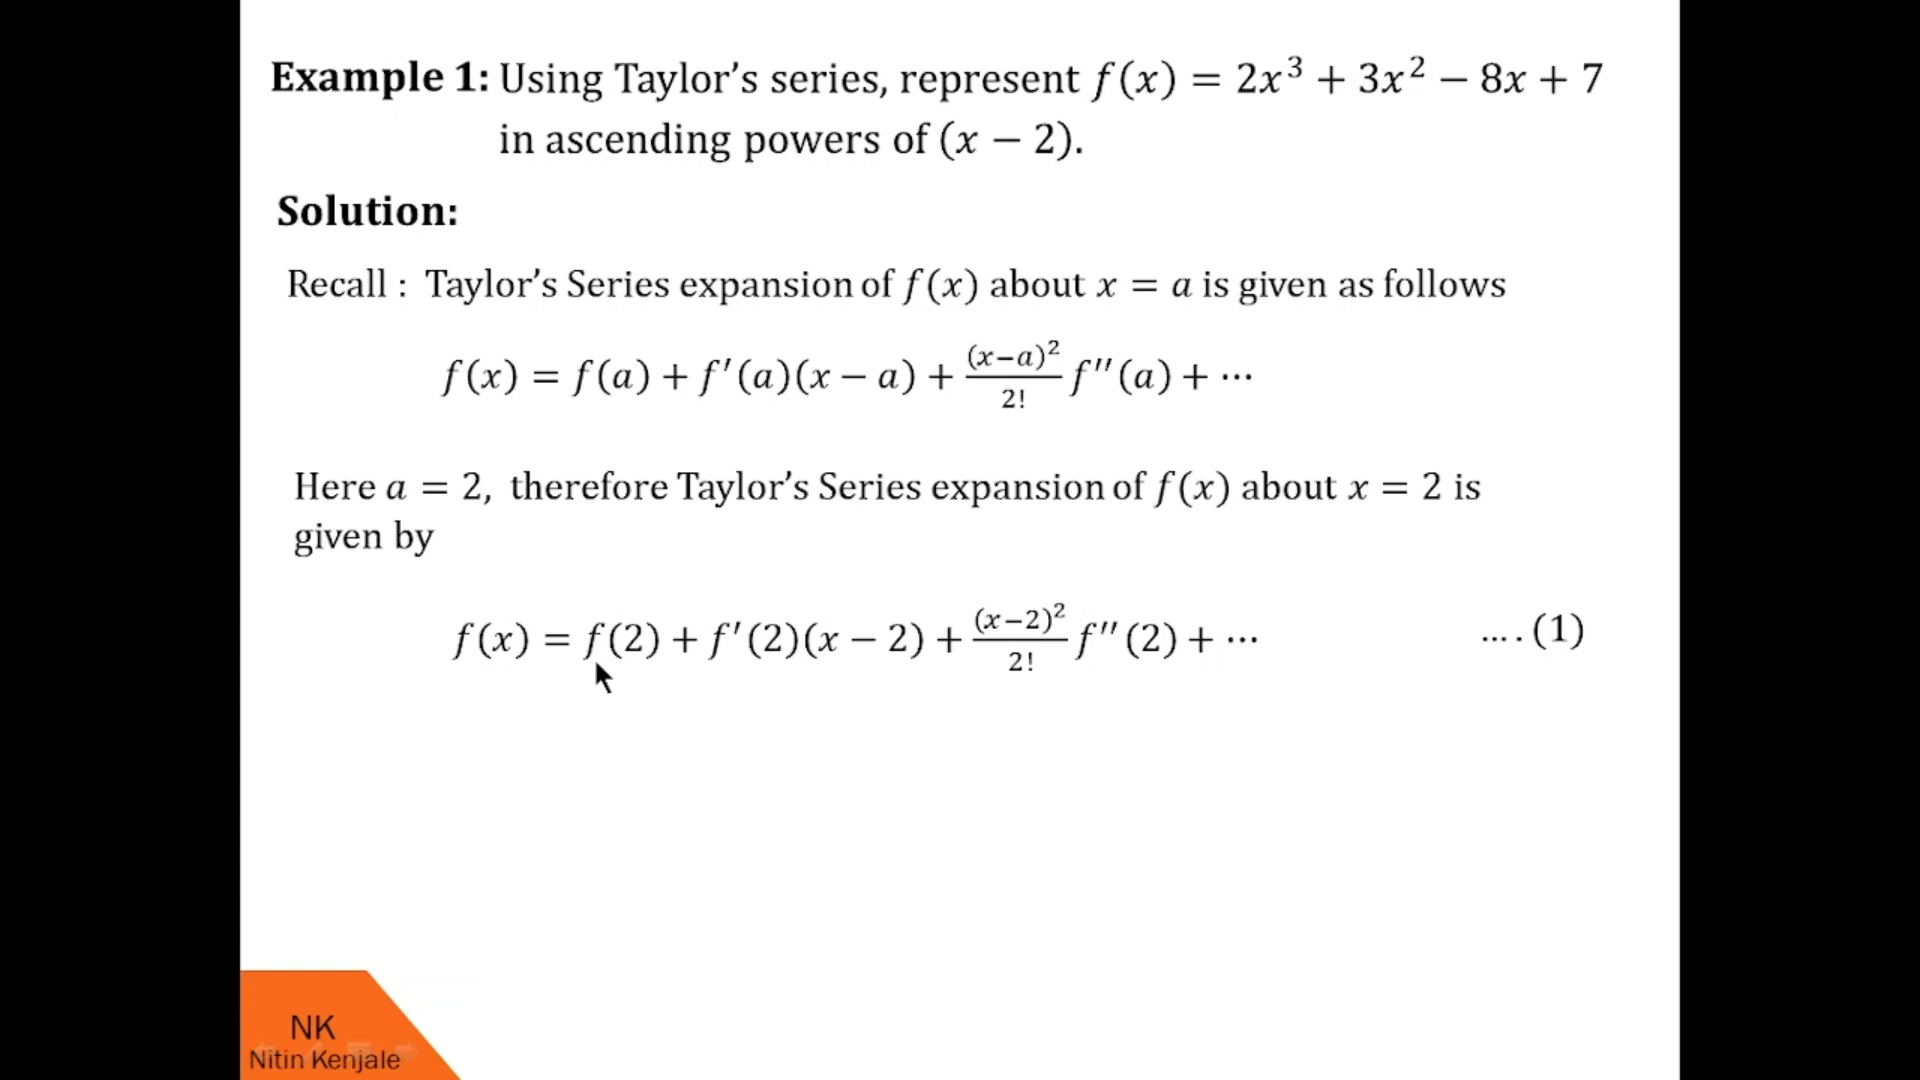 Example 1: Using Taylor’s series, represent f(x) = 2x³ + 3x² − 8x + 7
in ascending powers of (x − 2).
Solution:
Recall : Taylor’s Series expansion of f(x) about x = a is given as follows
f(x) = f(a) + f′(a)(x − a) + (x−a)²/2! f″(a) + ⋯
Here a = 2, therefore Taylor’s Series expansion of f(x) about x = 2 is
given by
f(x) = f(2) + f′(2)(x − 2) + (x−2)²/2! f″(2) + ⋯ ….(1)
NK
Nitin Kenjale